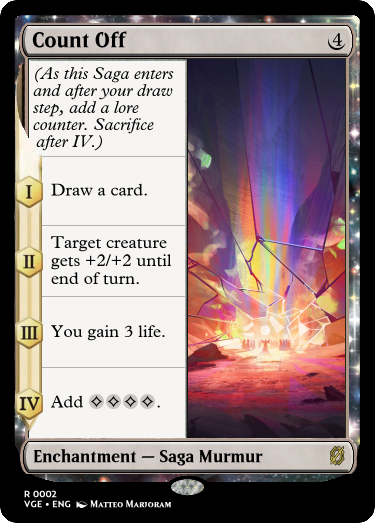 Count Off 4
(As this Saga enters
and after your draw
step, add a lore
counter. Sacrifice
after IV.)
I Draw a card.
II Target creature
gets +2/+2 until
end of turn.
III You gain 3 life.
IV Add ◇◇◇◇.
Enchantment — Saga Murmur
R 0002
VGE • ENG Matteo Marjoram